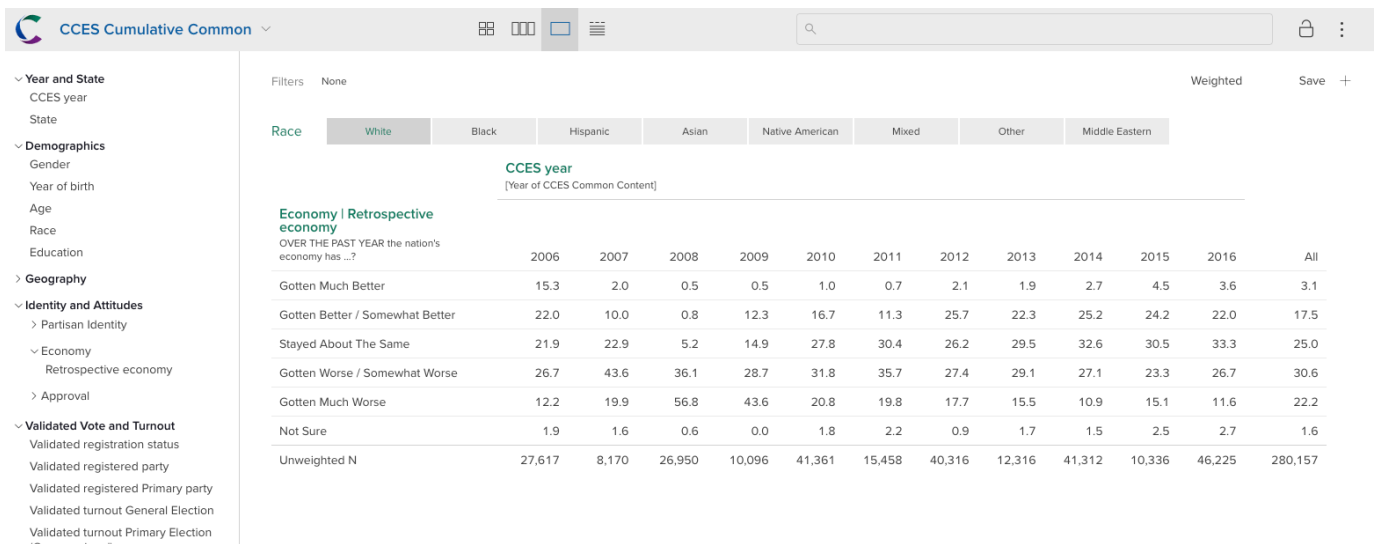 CCES Cumulative Common
Year and State
CCES year
State
Demographics
Gender
Year of birth
Age
Race
Education
Geography
Identity and Attitudes
Partisan Identity
Economy
Retrospective economy
Approval
Validated Vote and Turnout
Validated registration status
Validated registered party
Validated registered Primary party
Validated turnout General Election
Validated turnout Primary Election
Filters None Weighted Save +
Race White Black Hispanic Asian Native American Mixed Other Middle Eastern
CCES year
[Year of CCES Common Content]
Economy | Retrospective
economy
OVER THE PAST YEAR the nation's
economy has ...? 2006 2007 2008 2009 2010 2011 2012 2013 2014 2015 2016 All
Gotten Much Better 15.3 2.0 0.5 0.5 1.0 0.7 2.1 1.9 2.7 4.5 3.6 3.1
Gotten Better / Somewhat Better 22.0 10.0 0.8 12.3 16.7 11.3 25.7 22.3 25.2 24.2 22.0 17.5
Stayed About The Same 21.9 22.9 5.2 14.9 27.8 30.4 26.2 29.5 32.6 30.5 33.3 25.0
Gotten Worse / Somewhat Worse 26.7 43.6 36.1 28.7 31.8 35.7 27.4 29.1 27.1 23.3 26.7 30.6
Gotten Much Worse 12.2 19.9 56.8 43.6 20.8 19.8 17.7 15.5 10.9 15.1 11.6 22.2
Not Sure 1.9 1.6 0.6 0.0 1.8 2.2 0.9 1.7 1.5 2.5 2.7 1.6
Unweighted N 27,617 8,170 26,950 10,096 41,361 15,458 40,316 12,316 41,312 10,336 46,225 280,157